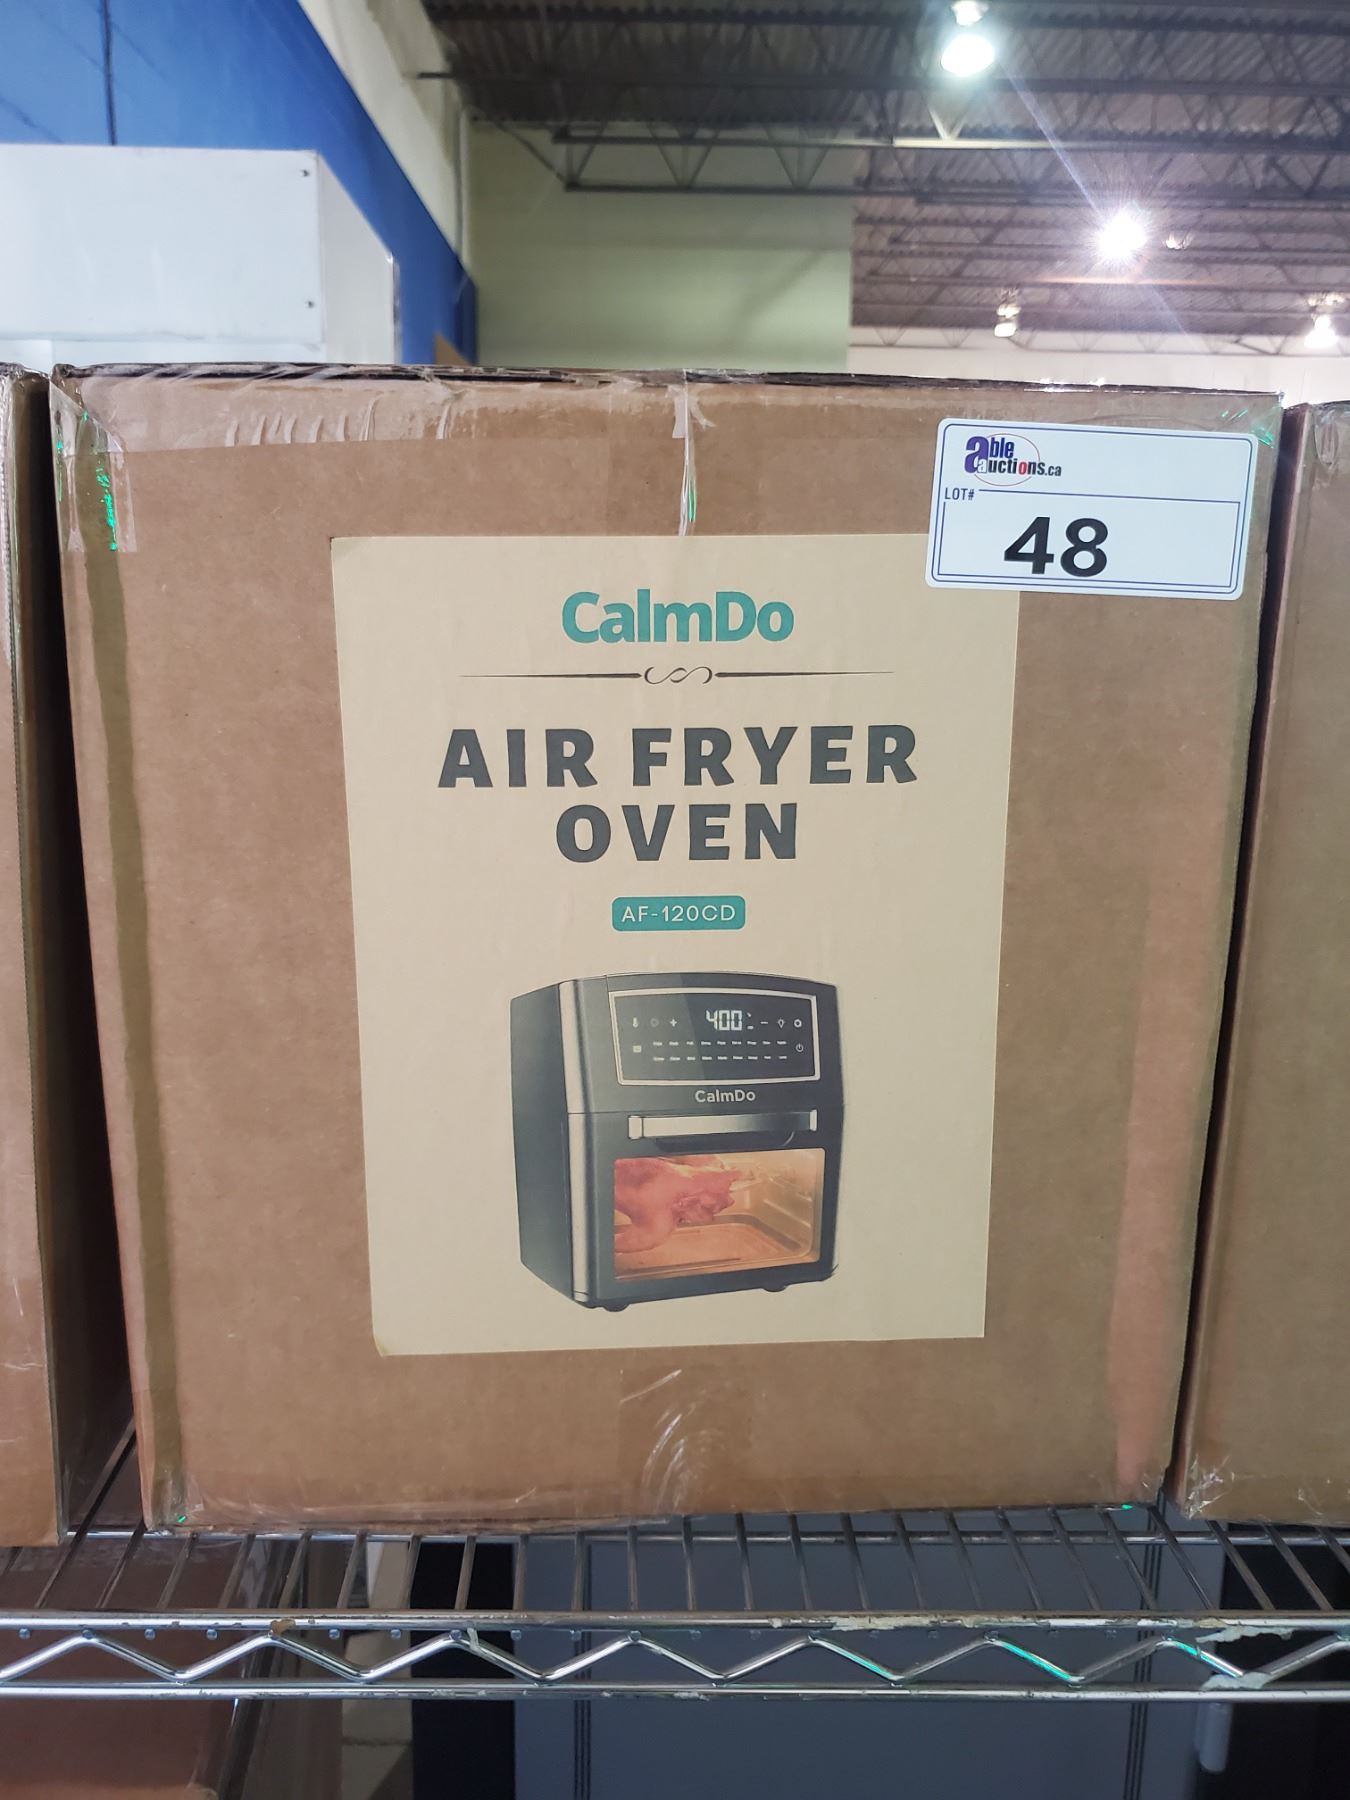 able
auctions.ca
LOT#
48
CalmDo
AIR FRYER
OVEN
AF-120CD
400
CalmDo